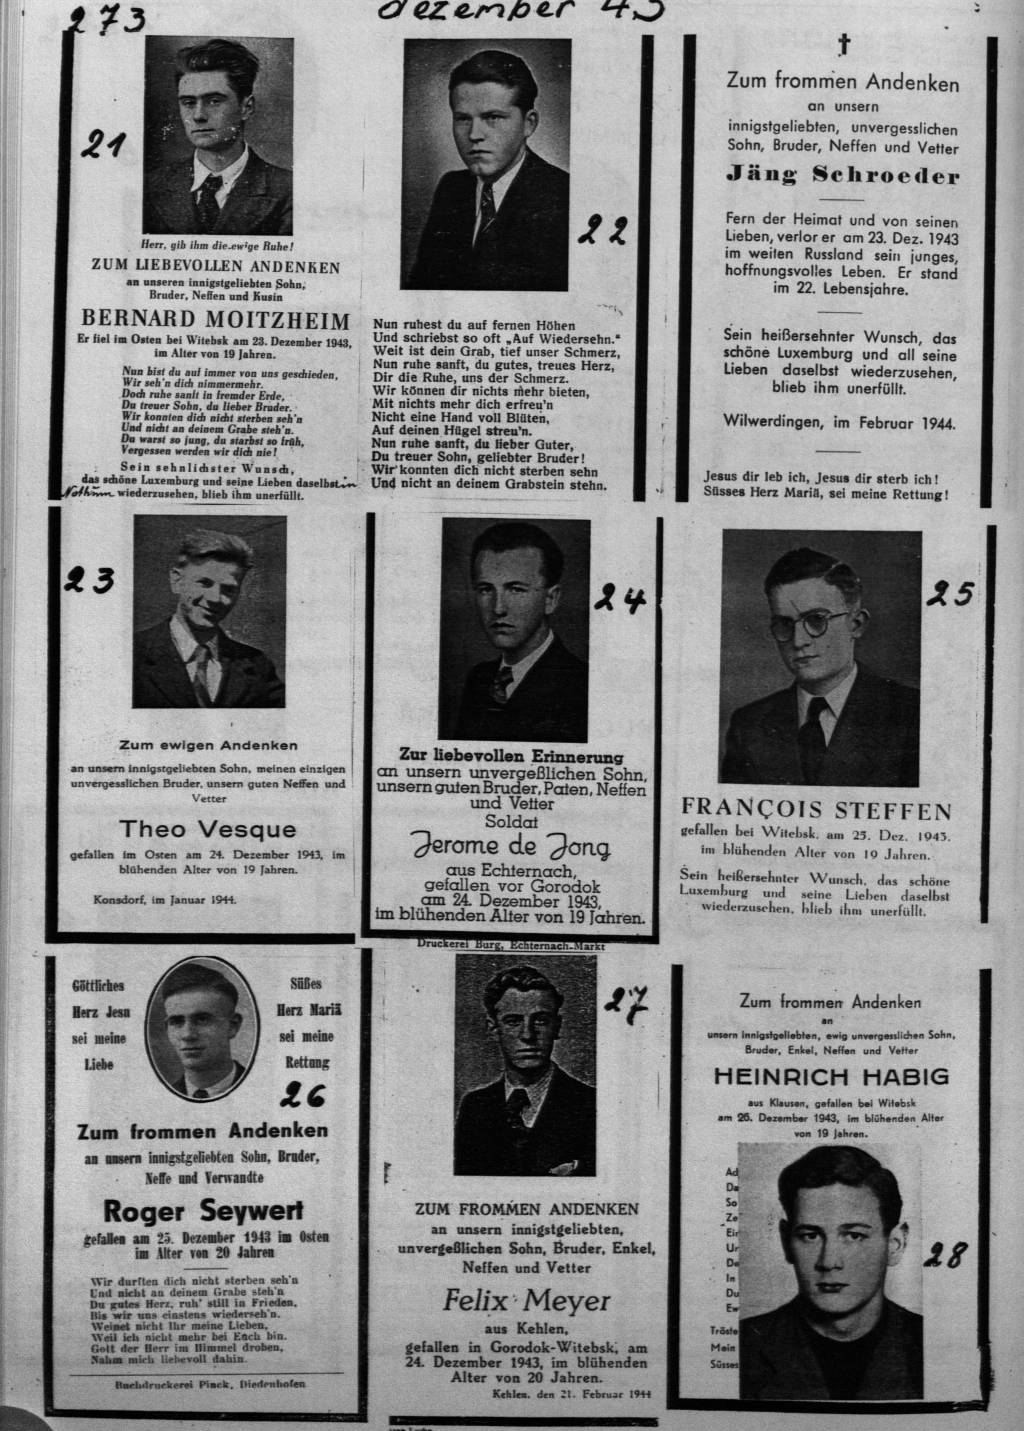 273
dezember 43
21
Herr, gib ihm die ewige Ruhe!
ZUM LIEBEVOLLEN ANDENKEN
an unseren innigstgeliebten Sohn,
Bruder, Neffen und Kusin
BERNARD MOITZHEIM
Er fiel im Osten bei Witebsk am 23. Dezember 1943,
im Alter von 19 Jahren.
Nun bist du auf immer von uns geschieden,
Wir seh'n dich nimmermehr.
Doch ruhe sanft in fremder Erde,
Du treuer Sohn, du lieber Bruder.
Wir konnten dich nicht sterben seh'n
Und nicht an deinem Grabe steh'n.
Du warst so jung, du starbst so früh,
Vergessen werden wir dich nie!
Sein sehnlichster Wunsch,
das schöne Luxemburg und seine Lieben daselbst in
Nothum wiederzusehen, blieb ihm unerfüllt.
22
Nun ruhest du auf fernen Höhen
Und schriebst so oft „Auf Wiedersehn."
Weit ist dein Grab, tief unser Schmerz,
Nun ruhe sanft, du gutes, treues Herz,
Dir die Ruhe, uns der Schmerz.
Wir können dir nichts mehr bieten,
Mit nichts mehr dich erfreu'n
Nicht eine Hand voll Blüten,
Auf deinen Hügel streu'n.
Nun ruhe sanft, du lieber Guter,
Du treuer Sohn, geliebter Bruder!
Wir konnten dich nicht sterben sehn
Und nicht an deinem Grabstein stehn.
Zum frommen Andenken
an unsern
innigstgeliebten, unvergesslichen
Sohn, Bruder, Neffen und Vetter
Jäng Schroeder
Fern der Heimat und von seinen
Lieben, verlor er am 23. Dez. 1943
im weiten Russland sein junges,
hoffnungsvolles Leben. Er stand
im 22. Lebensjahre.
Sein heißersehnter Wunsch, das
schöne Luxemburg und all seine
Lieben daselbst wiederzusehen,
blieb ihm unerfüllt.
Wilwerdingen, im Februar 1944.
Jesus dir leb ich, Jesus dir sterb ich!
Süsses Herz Mariä, sei meine Rettung!
23
Zum ewigen Andenken
an unsern innigstgeliebten Sohn, meinen einzigen
unvergesslichen Bruder, unsern guten Neffen und
Vetter
Theo Vesque
gefallen im Osten am 24. Dezember 1943, im
blühenden Alter von 19 Jahren.
Konsdorf, im Januar 1944.
24
Zur liebevollen Erinnerung
an unsern unvergeßlichen Sohn,
unsern guten Bruder, Paten, Neffen
und Vetter
Soldat
Jerome de Jong
aus Echternach,
gefallen vor Gorodok
am 24. Dezember 1943,
im blühenden Alter von 19 Jahren.
Druckerei Burg, Echternach-Markt
25
FRANÇOIS STEFFEN
gefallen bei Witebsk, am 25. Dez. 1943.
im blühenden Alter von 19 Jahren.
Sein heißersehnter Wunsch, das schöne
Luxemburg und seine Lieben daselbst
wiederzusehen, blieb ihm unerfüllt.
Göttliches
Herz Jesu
sei meine
Liebe
Süßes
Herz Mariä
sei meine
Rettung
26
Zum frommen Andenken
an unsern innigstgeliebten Sohn, Bruder,
Neffe und Verwandte
Roger Seywert
gefallen am 25. Dezember 1943 im Osten
im Alter von 20 Jahren
Wir durften dich nicht sterben seh'n
Und nicht an deinem Grabe steh'n
Du gutes Herz, ruh' still in Frieden,
Bis wir uns einstens wiederseh'n.
Weinet nicht Ihr meine Lieben,
Weil ich nicht mehr bei Euch bin.
Gott der Herr im Himmel droben,
Nahm mich liebevoll dahin.
Buchdruckerei Pinck, Diedenhofen
27
ZUM FROMMEN ANDENKEN
an unsern innigstgeliebten,
unvergeßlichen Sohn, Bruder, Enkel,
Neffen und Vetter
Felix Meyer
aus Kehlen,
gefallen in Gorodok-Witebsk, am
24. Dezember 1943, im blühenden
Alter von 20 Jahren.
Kehlen, den 21. Februar 1944
Zum frommen Andenken
an
unsern innigstgeliebten, ewig unvergesslichen Sohn,
Bruder, Enkel, Neffen und Vetter
HEINRICH HABIG
aus Klausen, gefallen bei Witebsk
am 26. Dezember 1943, im blühenden Alter
von 19 Jahren.
Ad
Da
So
Ze
Ein
Un
De
In
Du
Ew
Tröste
Mein
Süsses
28